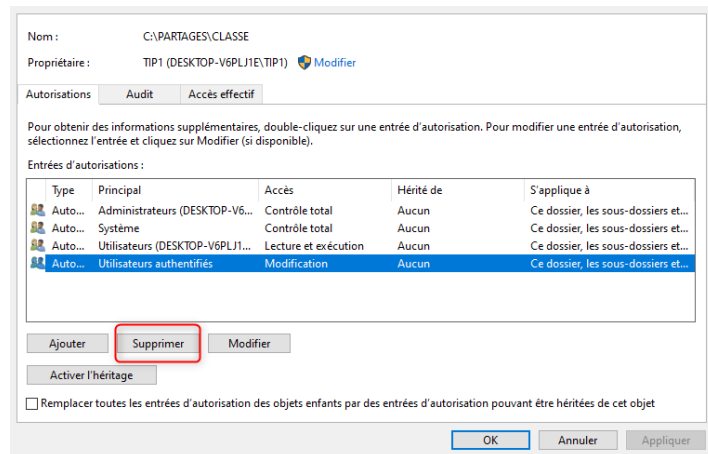 Nom : C:\PARTAGES\CLASSE
Propriétaire : TIP1 (DESKTOP-V6PLJ1E\TIP1) Modifier
Autorisations Audit Accès effectif
Pour obtenir des informations supplémentaires, double-cliquez sur une entrée d'autorisation. Pour modifier une entrée d'autorisation,
sélectionnez l'entrée et cliquez sur Modifier (si disponible).
Entrées d'autorisations :
Type Principal Accès Hérité de S'applique à
Auto... Administrateurs (DESKTOP-V6... Contrôle total Aucun Ce dossier, les sous-dossiers et...
Auto... Système Contrôle total Aucun Ce dossier, les sous-dossiers et...
Auto... Utilisateurs (DESKTOP-V6PLJ1... Lecture et exécution Aucun Ce dossier, les sous-dossiers et...
Auto... Utilisateurs authentifiés Modification Aucun Ce dossier, les sous-dossiers et...
Ajouter Supprimer Modifier
Activer l'héritage
Remplacer toutes les entrées d'autorisation des objets enfants par des entrées d'autorisation pouvant être héritées de cet objet
OK Annuler Appliquer